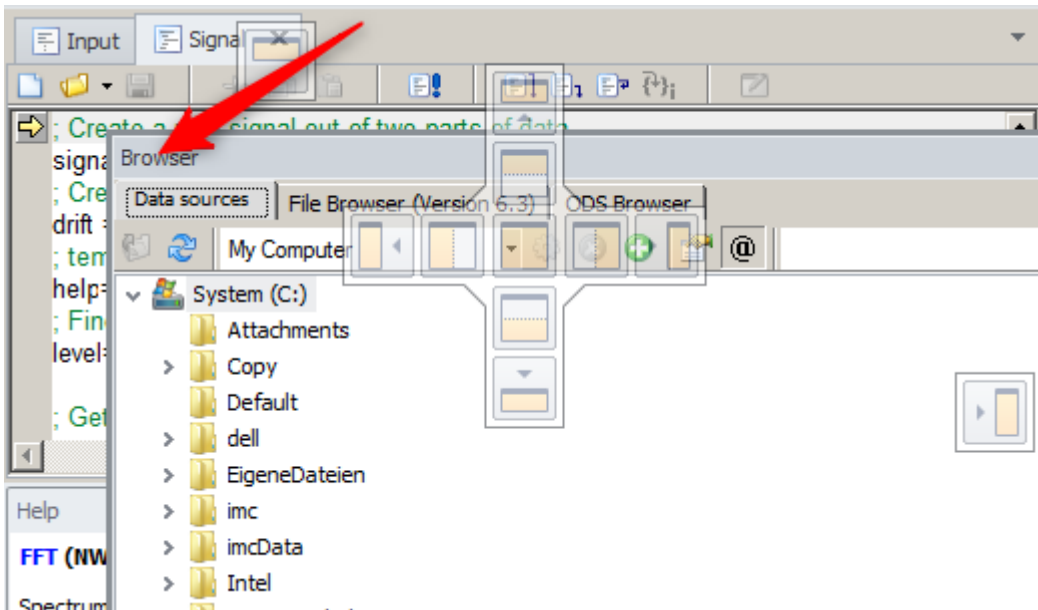 Input Signal
; Create a new signal out of two parts of data
signa
; Cre
drift =
; tem
help=
; Fin
level=
; Get
Browser
Data sources File Browser (Version 6.3) ODS Browser
My Computer @
System (C:)
Attachments
Copy
Default
dell
EigeneDateien
imc
imcData
Intel
Help
FFT (NW
Spectrum